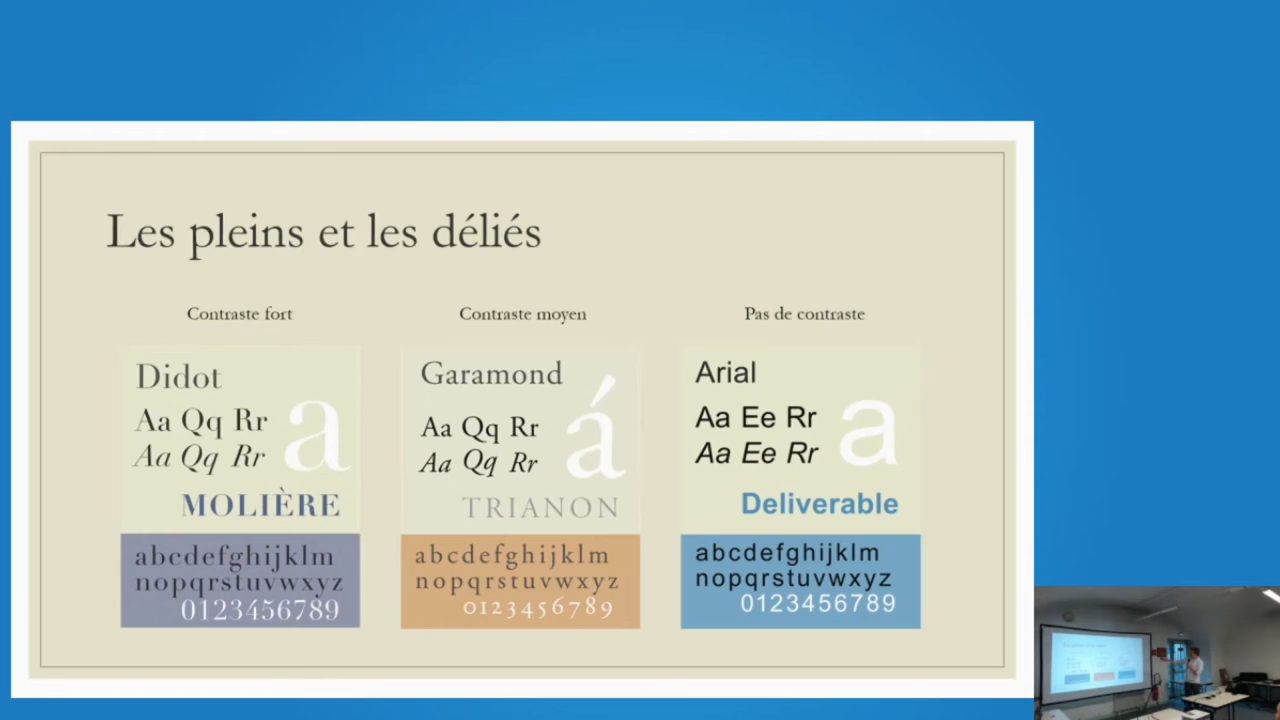 Les pleins et les déliés
Contraste fort
Didot
Aa Qq Rr
Aa Qq Rr
a
MOLIÈRE
abcdefghijklm
nopqrstuvwxyz
0123456789
Contraste moyen
Garamond
Aa Qq Rr
Aa Qq Rr
á
TRIANON
abcdefghijklm
nopqrstuvwxyz
0123456789
Pas de contraste
Arial
Aa Ee Rr
Aa Ee Rr
a
Deliverable
abcdefghijklm
nopqrstuvwxyz
0123456789